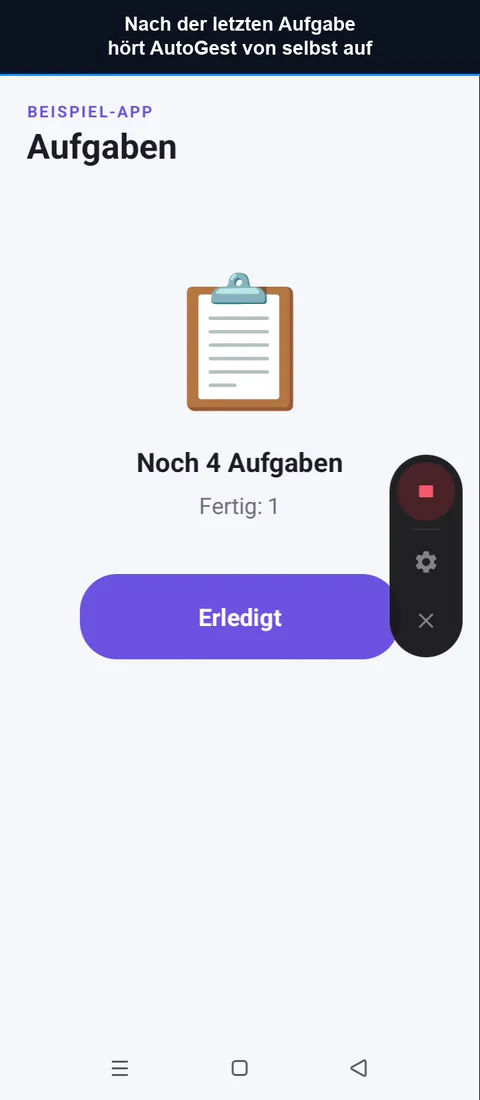 Nach der letzten Aufgabe
hört AutoGest von selbst auf
BEISPIEL-APP
Aufgaben
Noch 4 Aufgaben
Fertig: 1
Erledigt